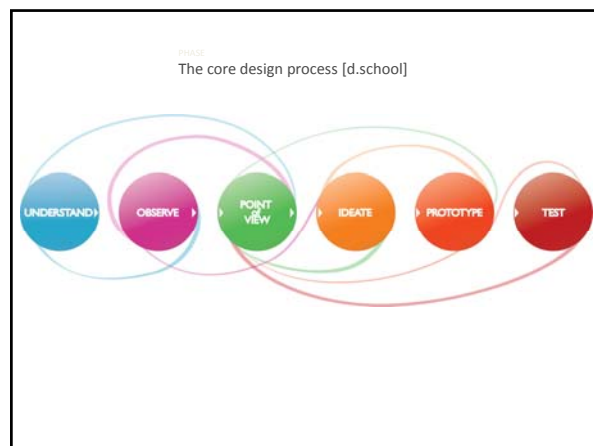 PHASE
The core design process [d.school]
UNDERSTAND
OBSERVE
POINT
OF
VIEW
IDEATE
PROTOTYPE
TEST